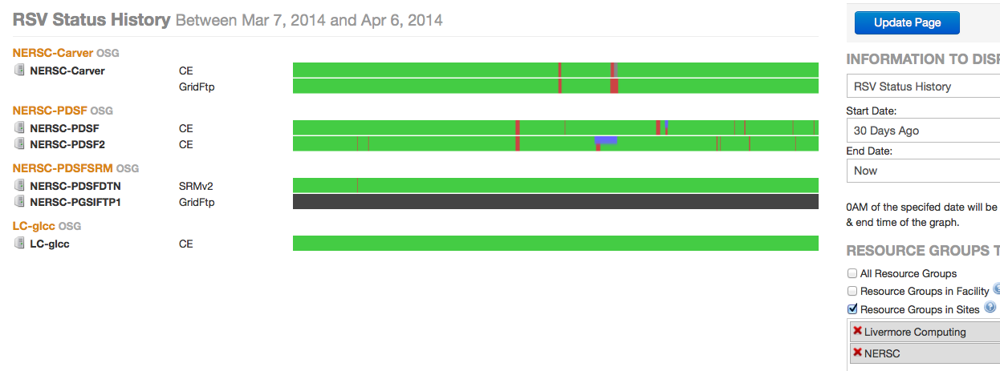 RSV Status History Between Mar 7, 2014 and Apr 6, 2014
NERSC-Carver OSG
NERSC-Carver CE
GridFtp
NERSC-PDSF OSG
NERSC-PDSF CE
NERSC-PDSF2 CE
NERSC-PDSFSRM OSG
NERSC-PDSFDTN SRMv2
NERSC-PGSIFTP1 GridFtp
LC-glcc OSG
LC-glcc CE
Update Page
INFORMATION TO DISP
RSV Status History
Start Date:
30 Days Ago
End Date:
Now
0AM of the specifed date will be
& end time of the graph.
RESOURCE GROUPS T
All Resource Groups
Resource Groups in Facility
Resource Groups in Sites
Livermore Computing
NERSC